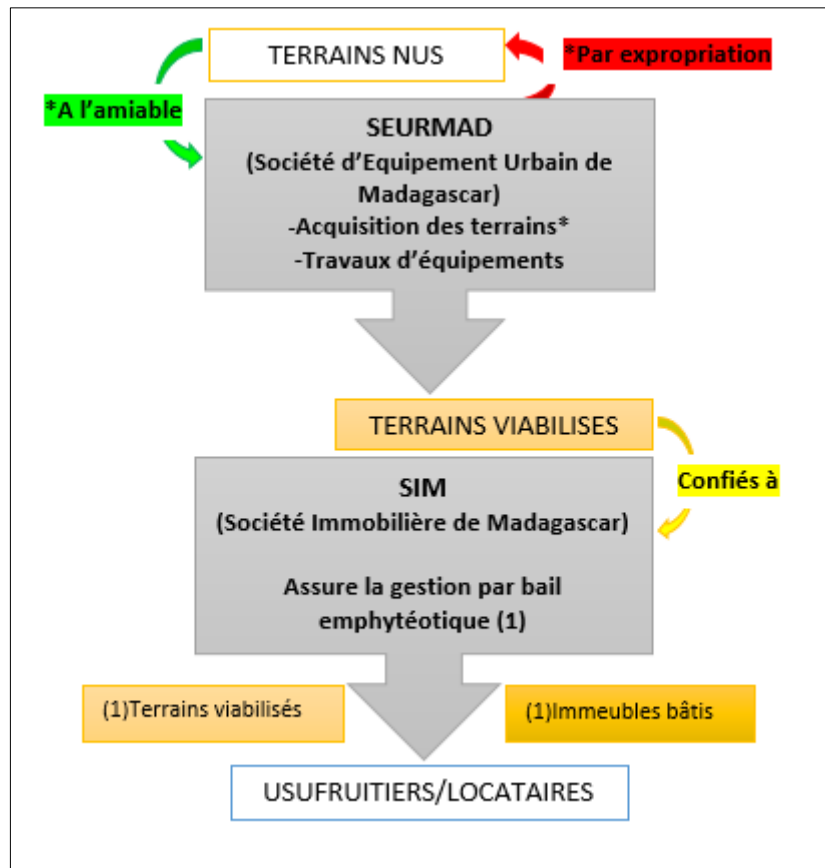 TERRAINS NUS
*Par expropriation
*A l’amiable
SEURMAD
(Société d’Equipement Urbain de
Madagascar)
-Acquisition des terrains*
-Travaux d’équipements
TERRAINS VIABILISES
Confiés à
SIM
(Société Immobilière de Madagascar)
Assure la gestion par bail
emphytéotique (1)
(1)Terrains viabilisés
(1)Immeubles bâtis
USUFRUITIERS/LOCATAIRES